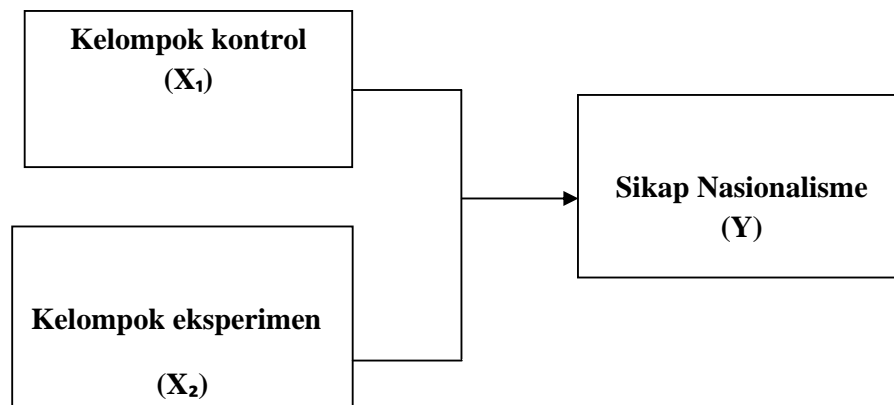 Kelompok kontrol
(X₁)
Sikap Nasionalisme
(Y)
Kelompok eksperimen
(X₂)